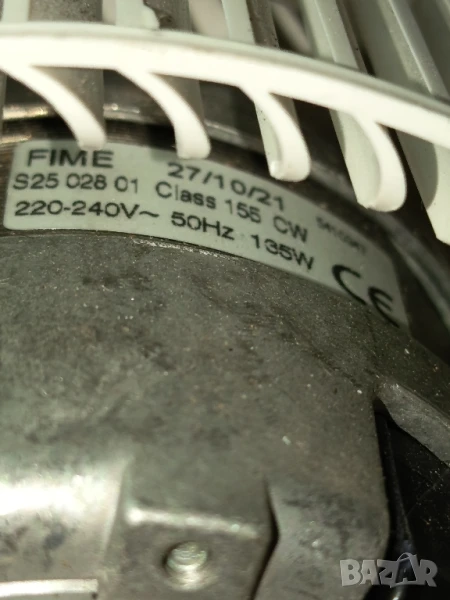 FIME 27/10/21
S25 028 01 Class 155 CW
220-240V~ 50Hz 135W
CE
BAZAR